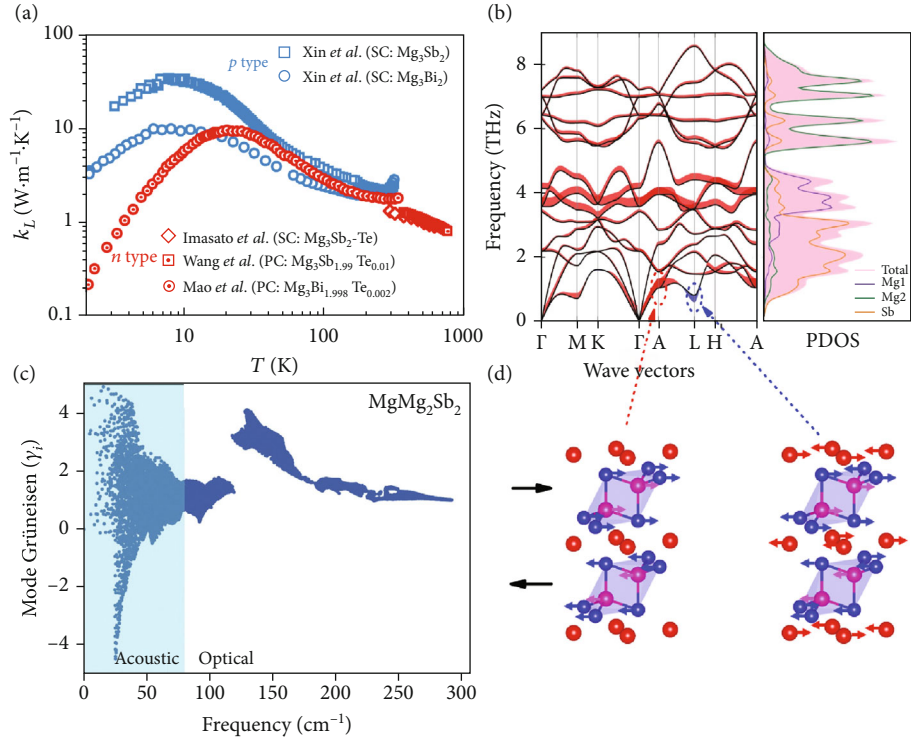 (a)
100
10
1
0.1
k_L (W·m⁻¹·K⁻¹)
p type
Xin et al. (SC: Mg₃Sb₂)
Xin et al. (SC: Mg₃Bi₂)
n type
Imasato et al. (SC: Mg₃Sb₂-Te)
Wang et al. (PC: Mg₃Sb₁.₉₉ Te₀.₀₁)
Mao et al. (PC: Mg₃Bi₁.₉₉₈ Te₀.₀₀₂)
10 100 1000
T (K)
(b)
Frequency (THz)
8
6
4
2
0
Γ M K Γ A L H A
Wave vectors
Total
Mg1
Mg2
Sb
PDOS
(c)
MgMg₂Sb₂
Mode Grüneisen (γᵢ)
4
2
0
−2
−4
Acoustic Optical
0 50 100 150 200 250 300
Frequency (cm⁻¹)
(d)